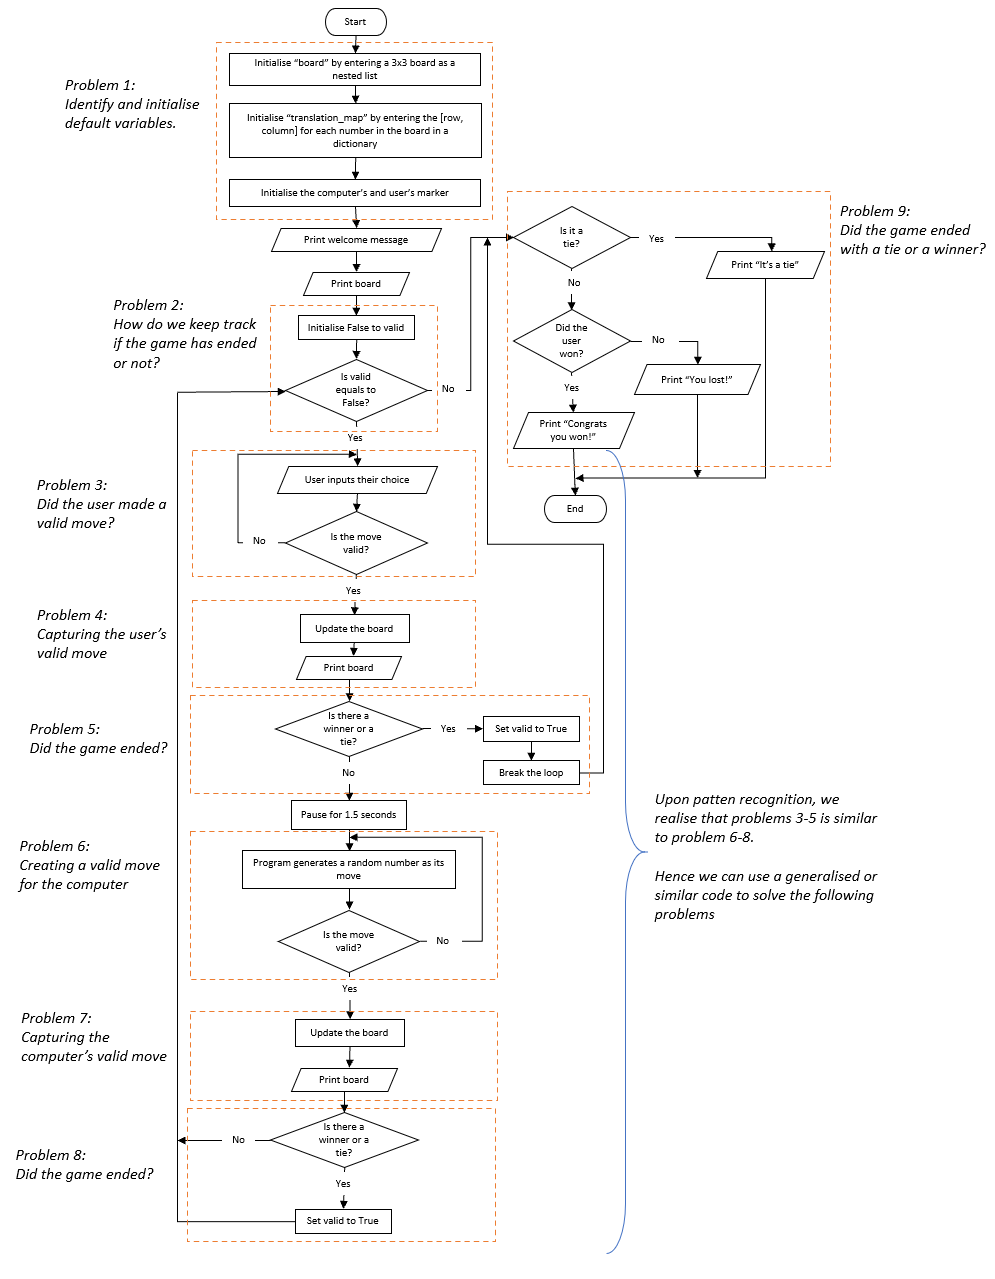 Start
Problem 1:
Identify and initialise
default variables.
Initialise “board” by entering a 3x3 board as a
nested list
Initialise “translation_map” by entering the [row,
column] for each number in the board in a
dictionary
Initialise the computer’s and user’s marker
Print welcome message
Print board
Problem 2:
How do we keep track
if the game has ended
or not?
Initialise False to valid
Is valid
equals to
False?
No
Yes
Problem 3:
Did the user made a
valid move?
User inputs their choice
Is the move
valid?
No
Yes
Problem 4:
Capturing the user’s
valid move
Update the board
Print board
Problem 5:
Did the game ended?
Is there a
winner or a
tie?
Yes
Set valid to True
Break the loop
No
Pause for 1.5 seconds
Problem 6:
Creating a valid move
for the computer
Program generates a random number as its
move
Is the move
valid?
No
Yes
Problem 7:
Capturing the
computer’s valid move
Update the board
Print board
Problem 8:
Did the game ended?
Is there a
winner or a
tie?
No
Yes
Set valid to True
Problem 9:
Did the game ended
with a tie or a winner?
Is it a
tie?
Yes
Print “It’s a tie”
No
Did the
user
won?
No
Print “You lost!”
Yes
Print “Congrats
you won!”
End
Upon patten recognition, we
realise that problems 3-5 is similar
to problem 6-8.
Hence we can use a generalised or
similar code to solve the following
problems